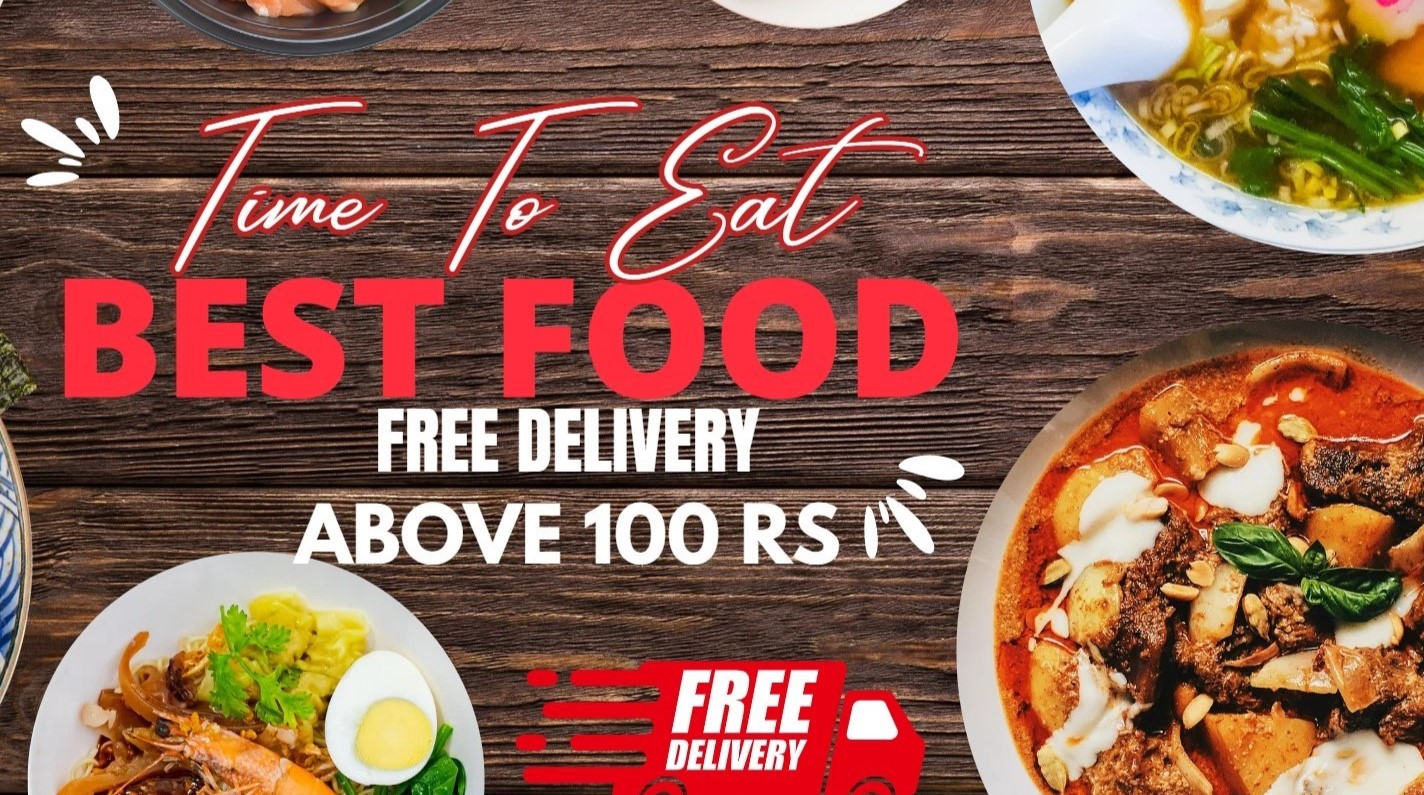 Time To Eat
BEST FOOD
FREE DELIVERY
ABOVE 100 RS
FREE
DELIVERY